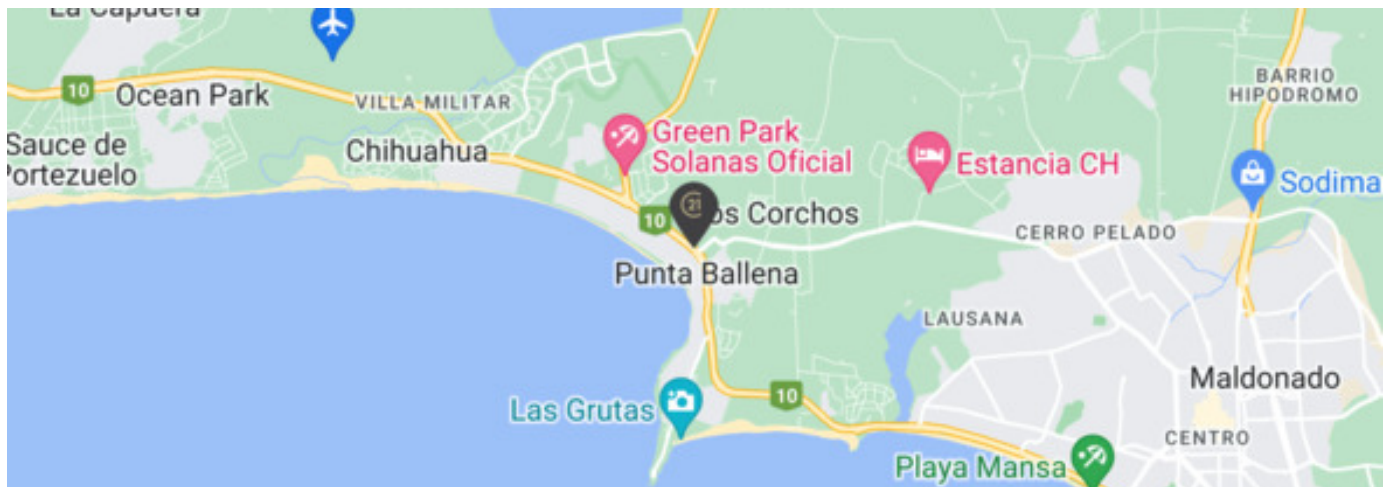 La Capuera
10
Ocean Park
VILLA MILITAR
BARRIO
HIPODROMO
Sauce de
Portezuelo
Chihuahua
Green Park
Solanas Oficial
Estancia CH
Sodima
21
10
os Corchos
CERRO PELADO
Punta Ballena
LAUSANA
Maldonado
10
Las Grutas
CENTRO
Playa Mansa